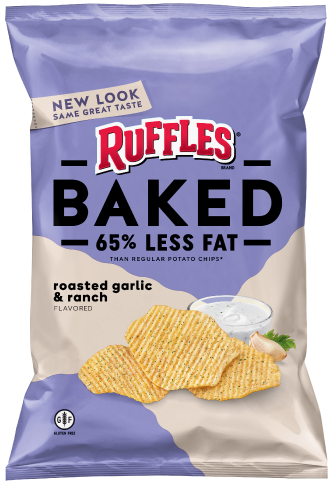 NEW LOOK
SAME GREAT TASTE
RUFFLES®
BRAND
BAKED
65% LESS FAT
THAN REGULAR POTATO CHIPS*
roasted garlic
& ranch
FLAVORED
G F
GLUTEN FREE